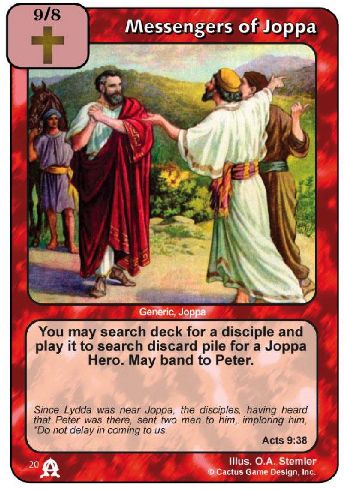 9/8
Messengers of Joppa
Generic, Joppa
You may search deck for a disciple and
play it to search discard pile for a Joppa
Hero. May band to Peter.
Since Lydda was near Joppa, the disciples, having heard
that Peter was there, sent two men to him, imploring him,
"Do not delay in coming to us.
Acts 9:38
20
Illus. O.A. Stemler
© Cactus Game Design, Inc.